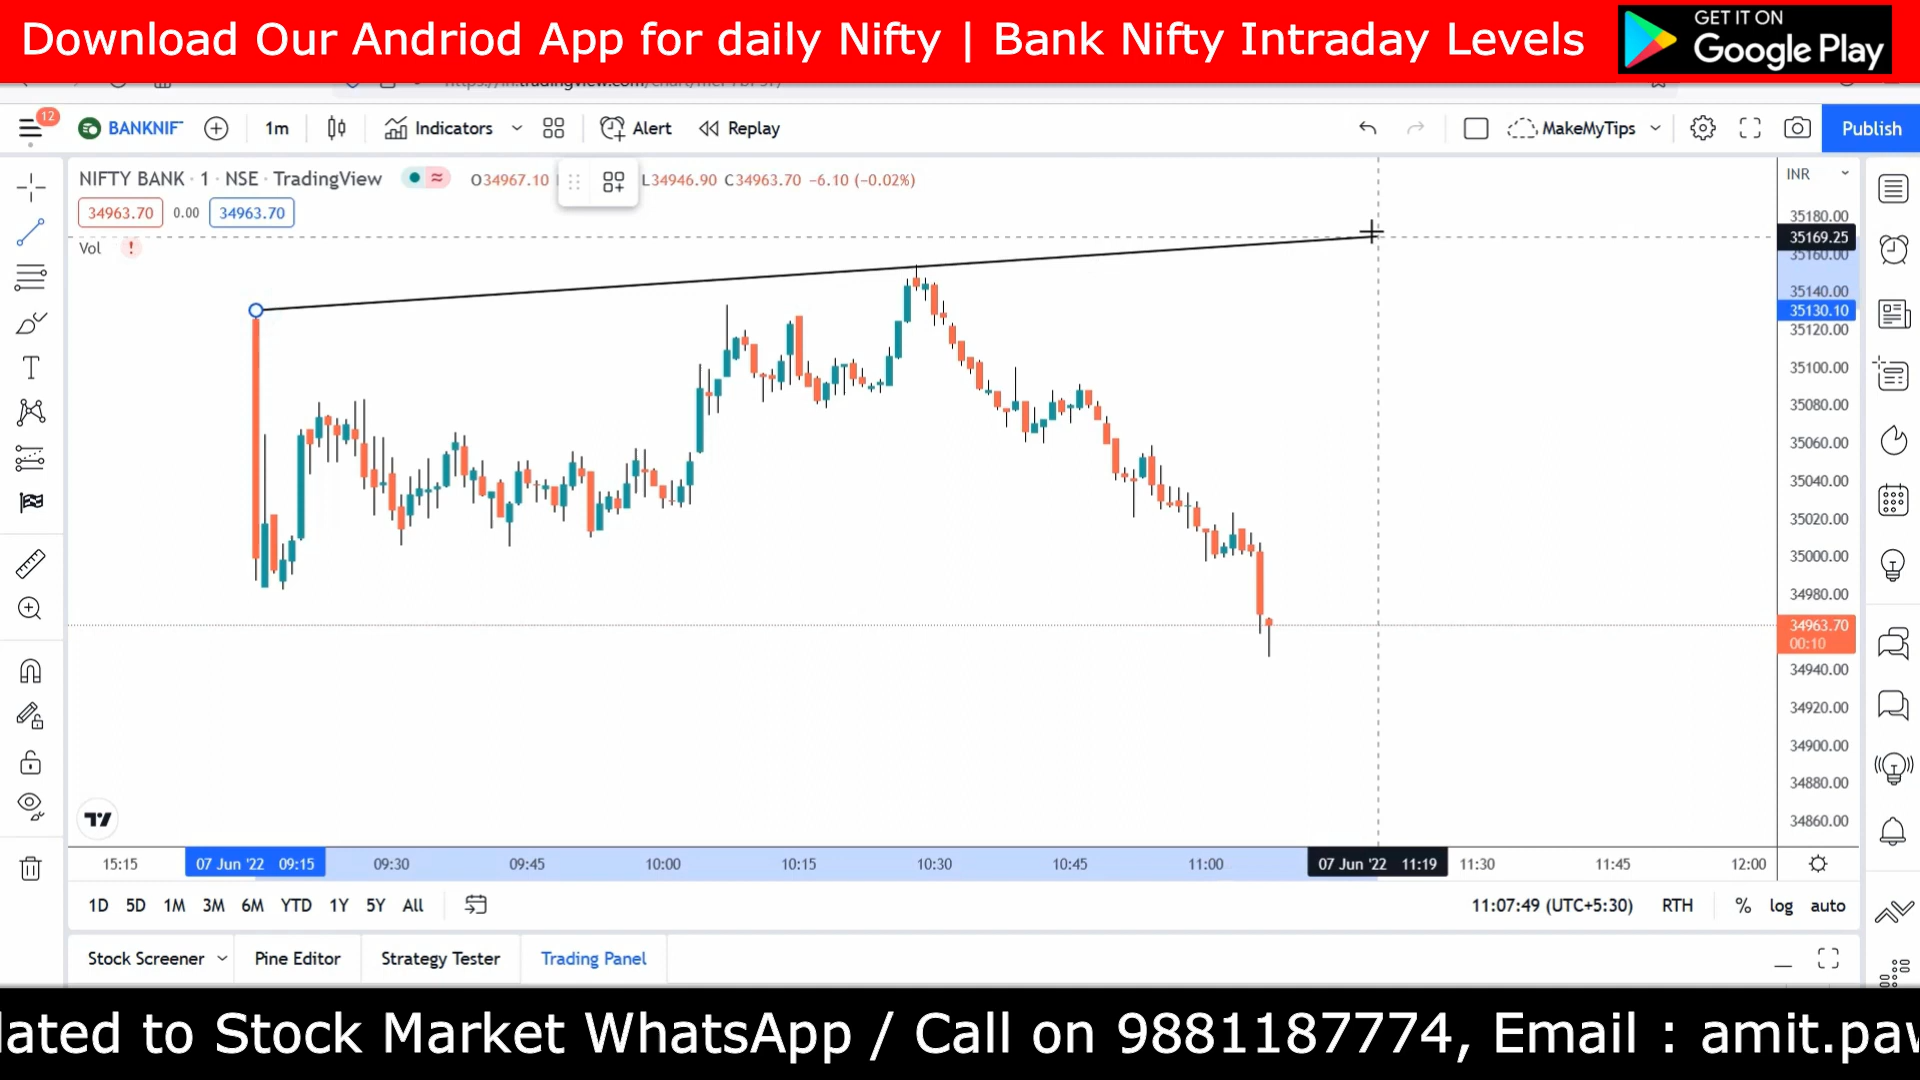 Download Our Andriod App for daily Nifty | Bank Nifty Intraday Levels
GET IT ON
Google Play
12
BANKNIF
1m
Indicators
Alert
Replay
MakeMyTips
Publish
NIFTY BANK · 1 · NSE · TradingView
O34967.10
L34946.90 C34963.70 −6.10 (−0.02%)
INR
34963.70
0.00
34963.70
Vol
!
35180.00
35169.25
35160.00
35140.00
35130.10
35120.00
35100.00
35080.00
35060.00
35040.00
35020.00
35000.00
34980.00
34963.70
00:10
34940.00
34920.00
34900.00
34880.00
34860.00
15:15
07 Jun '22 09:15
09:30
09:45
10:00
10:15
10:30
10:45
11:00
07 Jun '22 11:19
11:30
11:45
12:00
1D 5D 1M 3M 6M YTD 1Y 5Y All
11:07:49 (UTC+5:30) RTH % log auto
Stock Screener
Pine Editor
Strategy Tester
Trading Panel
lated to Stock Market WhatsApp / Call on 9881187774, Email : amit.paw